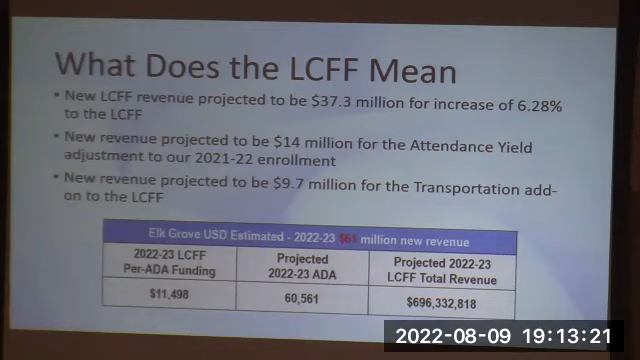 What Does the LCFF Mean
• New LCFF revenue projected to be $37.3 million for increase of 6.28%
to the LCFF
• New revenue projected to be $14 million for the Attendance Yield
adjustment to our 2021-22 enrollment
• New revenue projected to be $9.7 million for the Transportation add-
on to the LCFF
Elk Grove USD Estimated - 2022-23 $61 million new revenue
2022-23 LCFF
Per-ADA Funding
Projected
2022-23 ADA
Projected 2022-23
LCFF Total Revenue
$11,498
60,561
$696,332,818
2022-08-09 19:13:21